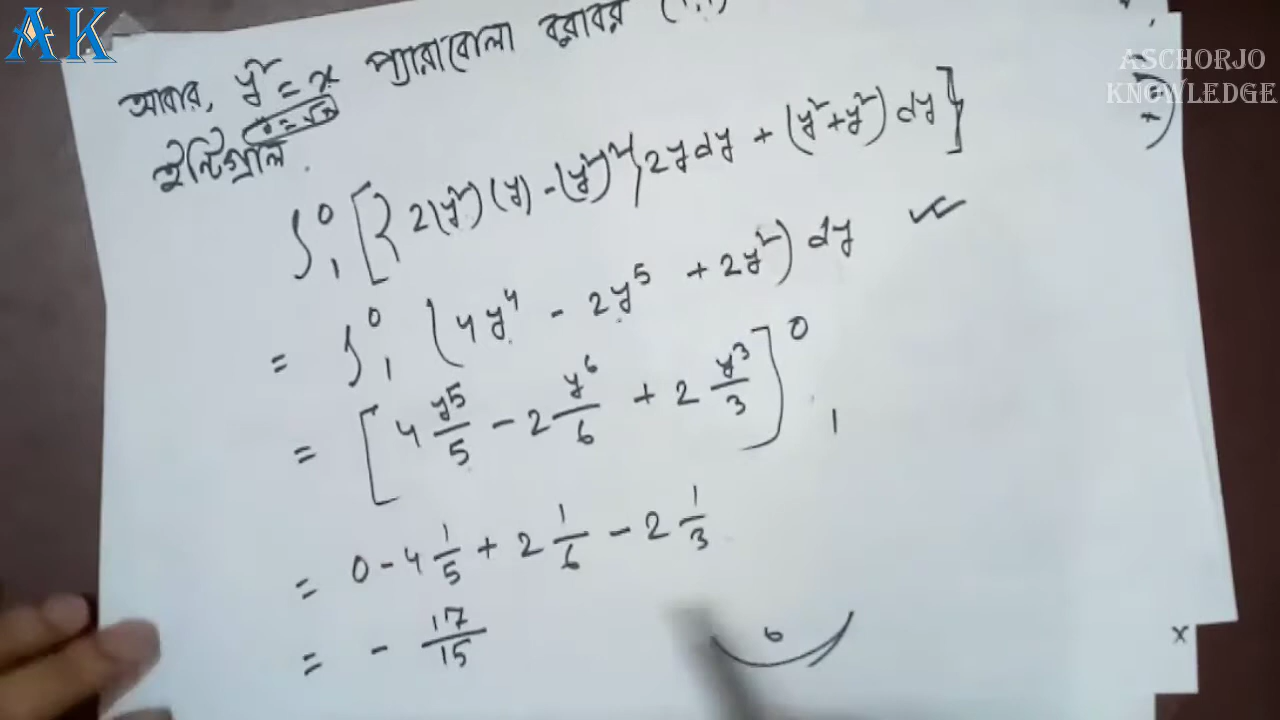 AK
ASCHORJO
KNOWLEDGE
আবার, y² = x প্যারাবোলা বরাবর
ইন্টিগ্রাল.
∫₁⁰ [{2(y²)(y) - (y²)²} 2y dy + (y² + y²) dy]
= ∫₁⁰ (4y⁴ - 2y⁵ + 2y²) dy
= [4 y⁵/5 - 2 y⁶/6 + 2 y³/3]₁⁰
= 0 - 4 1/5 + 2 1/6 - 2 1/3
= - 17/15
x